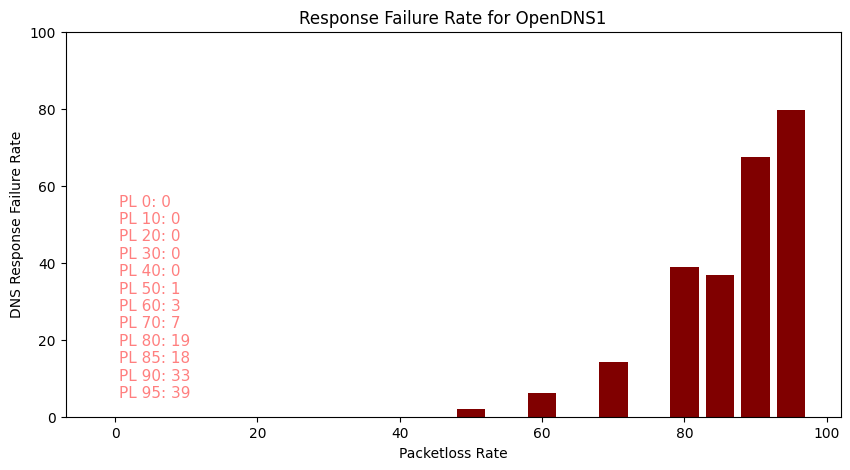 Response Failure Rate for OpenDNS1
100
80
60
40
20
0
DNS Response Failure Rate
PL 0: 0
PL 10: 0
PL 20: 0
PL 30: 0
PL 40: 0
PL 50: 1
PL 60: 3
PL 70: 7
PL 80: 19
PL 85: 18
PL 90: 33
PL 95: 39
0 20 40 60 80 100
Packetloss Rate